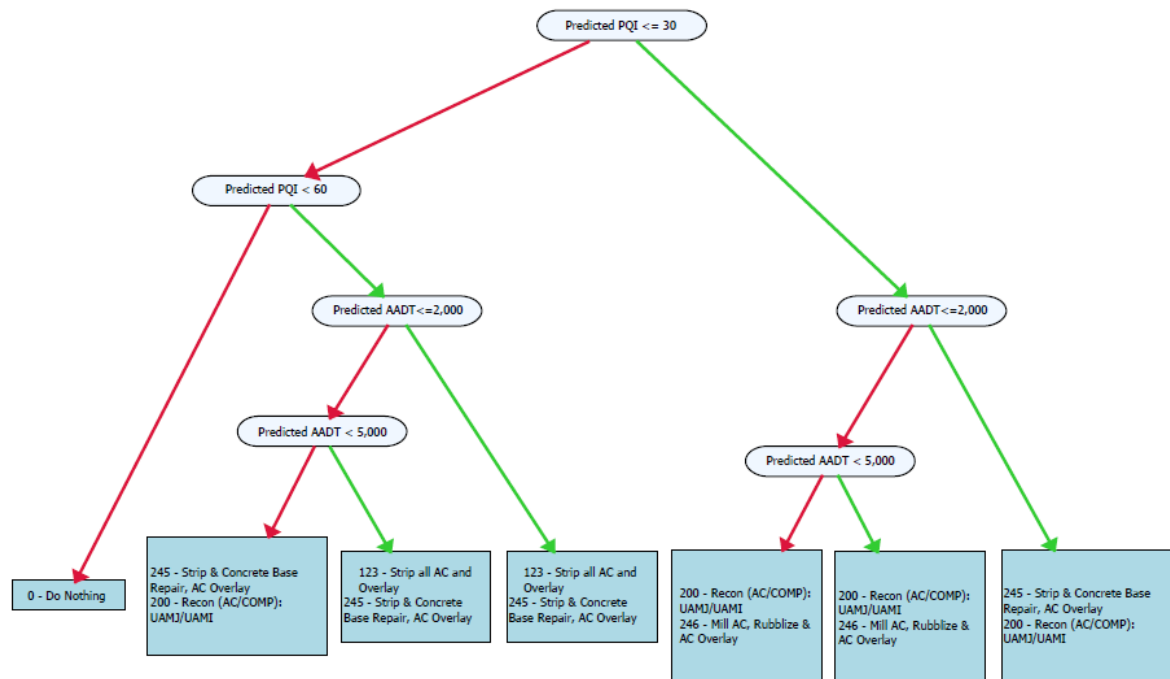 Predicted PQI <= 30
Predicted PQI < 60
Predicted AADT<=2,000
Predicted AADT<=2,000
Predicted AADT < 5,000
Predicted AADT < 5,000
0 - Do Nothing
245 - Strip & Concrete Base
Repair, AC Overlay
200 - Recon (AC/COMP):
UAMJ/UAMI
123 - Strip all AC and
Overlay
245 - Strip & Concrete
Base Repair, AC Overlay
123 - Strip all AC and
Overlay
245 - Strip & Concrete
Base Repair, AC Overlay
200 - Recon (AC/COMP):
UAMJ/UAMI
246 - Mill AC, Rubblize &
AC Overlay
200 - Recon (AC/COMP):
UAMJ/UAMI
246 - Mill AC, Rubblize &
AC Overlay
245 - Strip & Concrete Base
Repair, AC Overlay
200 - Recon (AC/COMP):
UAMJ/UAMI